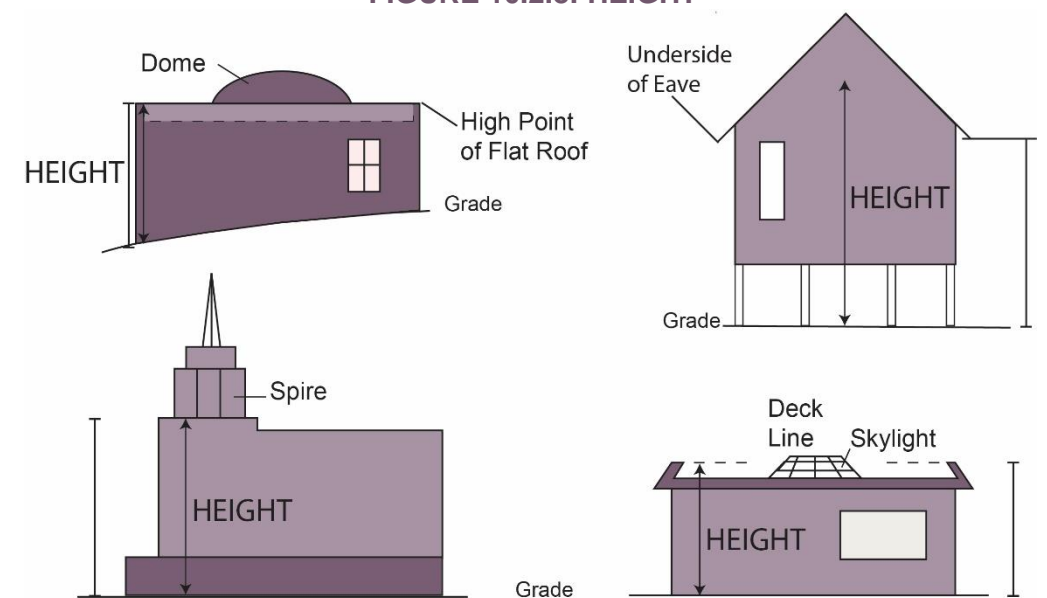 Dome
High Point
of Flat Roof
HEIGHT
Grade
Underside
of Eave
HEIGHT
Grade
Spire
HEIGHT
Grade
Deck
Line
Skylight
HEIGHT